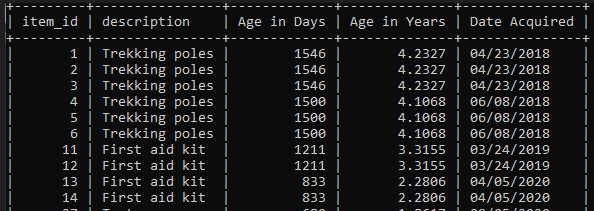 | item_id | description | Age in Days | Age in Years | Date Acquired |
| 1 | Trekking poles | 1546 | 4.2327 | 04/23/2018 |
| 2 | Trekking poles | 1546 | 4.2327 | 04/23/2018 |
| 3 | Trekking poles | 1546 | 4.2327 | 04/23/2018 |
| 4 | Trekking poles | 1500 | 4.1068 | 06/08/2018 |
| 5 | Trekking poles | 1500 | 4.1068 | 06/08/2018 |
| 6 | Trekking poles | 1500 | 4.1068 | 06/08/2018 |
| 11 | First aid kit | 1211 | 3.3155 | 03/24/2019 |
| 12 | First aid kit | 1211 | 3.3155 | 03/24/2019 |
| 13 | First aid kit | 833 | 2.2806 | 04/05/2020 |
| 14 | First aid kit | 833 | 2.2806 | 04/05/2020 |